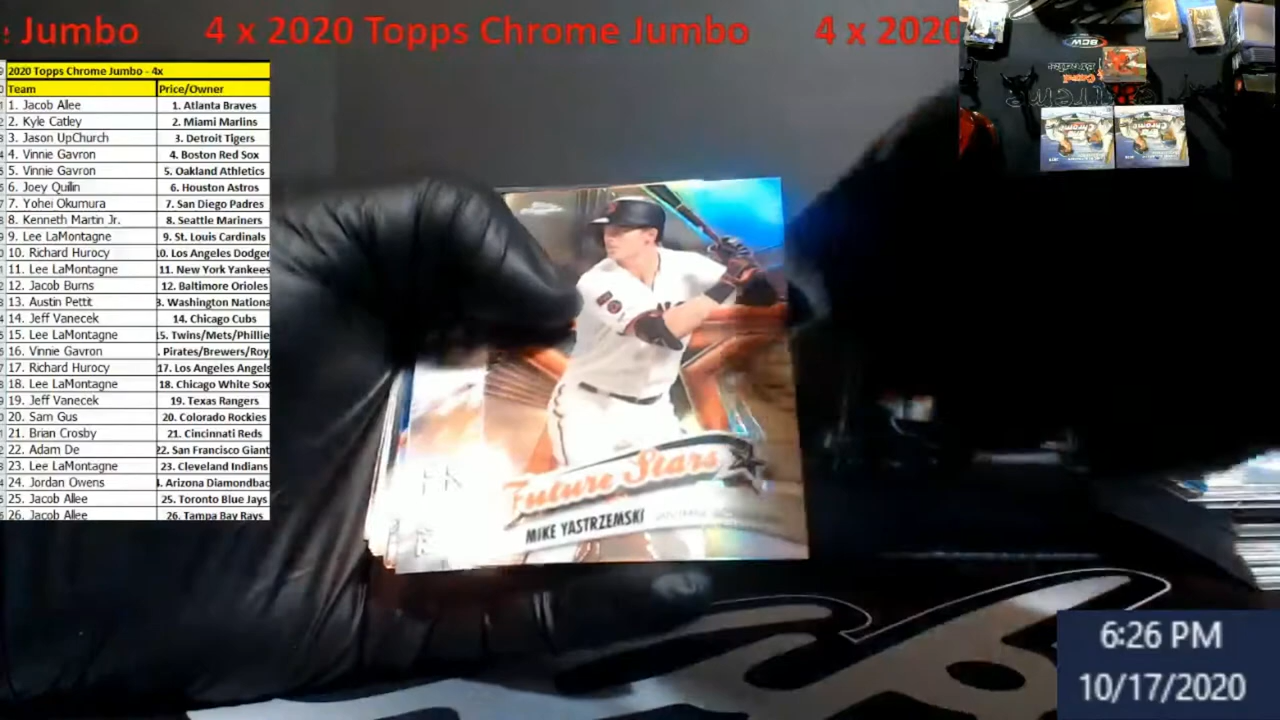 : Jumbo 4 x 2020 Topps Chrome Jumbo 4 x 2020
2020 Topps Chrome Jumbo - 4x
Team Price/Owner
1. Jacob Allee 1. Atlanta Braves
2. Kyle Catley 2. Miami Marlins
3. Jason UpChurch 3. Detroit Tigers
4. Vinnie Gavron 4. Boston Red Sox
5. Vinnie Gavron 5. Oakland Athletics
6. Joey Quilin 6. Houston Astros
7. Yohei Okumura 7. San Diego Padres
8. Kenneth Martin Jr. 8. Seattle Mariners
9. Lee LaMontagne 9. St. Louis Cardinals
10. Richard Hurocy 10. Los Angeles Dodger
11. Lee LaMontagne 11. New York Yankees
12. Jacob Burns 12. Baltimore Orioles
13. Austin Pettit 3. Washington Nationa
14. Jeff Vanecek 14. Chicago Cubs
15. Lee LaMontagne 15. Twins/Mets/Phillie
16. Vinnie Gavron . Pirates/Brewers/Roy
17. Richard Hurocy 17. Los Angeles Angels
18. Lee LaMontagne 18. Chicago White Sox
19. Jeff Vanecek 19. Texas Rangers
20. Sam Gus 20. Colorado Rockies
21. Brian Crosby 21. Cincinnati Reds
22. Adam De 22. San Francisco Giant
23. Lee LaMontagne 23. Cleveland Indians
24. Jordan Owens . Arizona Diamondbac
25. Jacob Allee 25. Toronto Blue Jays
26. Jacob Allee 26. Tampa Bay Rays
Future Stars
MIKE YASTRZEMSKI
BCW
Chrome Chrome
6:26 PM
10/17/2020